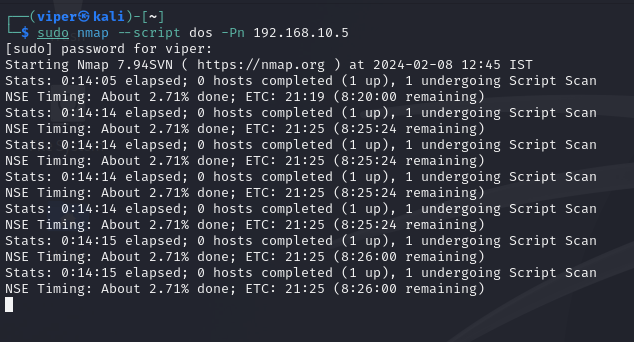 ┌──(viper㉿kali)-[~]
└─$ sudo nmap --script dos -Pn 192.168.10.5
[sudo] password for viper:
Starting Nmap 7.94SVN ( https://nmap.org ) at 2024-02-08 12:45 IST
Stats: 0:14:05 elapsed; 0 hosts completed (1 up), 1 undergoing Script Scan
NSE Timing: About 2.71% done; ETC: 21:19 (8:20:00 remaining)
Stats: 0:14:14 elapsed; 0 hosts completed (1 up), 1 undergoing Script Scan
NSE Timing: About 2.71% done; ETC: 21:25 (8:25:24 remaining)
Stats: 0:14:14 elapsed; 0 hosts completed (1 up), 1 undergoing Script Scan
NSE Timing: About 2.71% done; ETC: 21:25 (8:25:24 remaining)
Stats: 0:14:14 elapsed; 0 hosts completed (1 up), 1 undergoing Script Scan
NSE Timing: About 2.71% done; ETC: 21:25 (8:25:24 remaining)
Stats: 0:14:14 elapsed; 0 hosts completed (1 up), 1 undergoing Script Scan
NSE Timing: About 2.71% done; ETC: 21:25 (8:25:24 remaining)
Stats: 0:14:15 elapsed; 0 hosts completed (1 up), 1 undergoing Script Scan
NSE Timing: About 2.71% done; ETC: 21:25 (8:26:00 remaining)
Stats: 0:14:15 elapsed; 0 hosts completed (1 up), 1 undergoing Script Scan
NSE Timing: About 2.71% done; ETC: 21:25 (8:26:00 remaining)